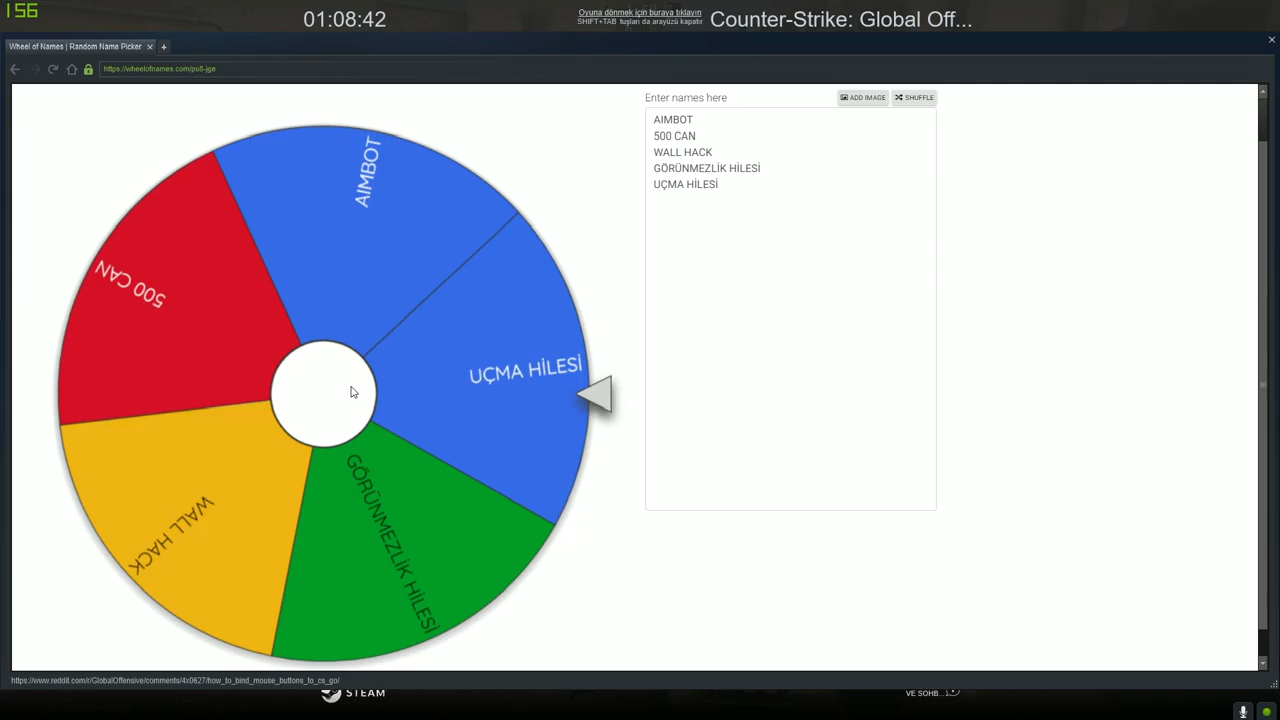 156
01:08:42
Oyuna dönmek için buraya tıklayın
SHIFT+TAB tuşları da arayüzü kapatır
Counter-Strike: Global Off...
Wheel of Names | Random Name Picker
https://wheelofnames.com/pu8-jge
Enter names here
ADD IMAGE
SHUFFLE
AIMBOT
500 CAN
WALL HACK
GÖRÜNMEZLİK HİLESİ
UÇMA HİLESİ
AIMBOT
500 CAN
UÇMA HİLESİ
WALL HACK
GÖRÜNMEZLİK HİLESİ
https://www.reddit.com/r/GlobalOffensive/comments/4x0627/how_to_bind_mouse_buttons_to_cs_go/
STEAM
VE SOHB...